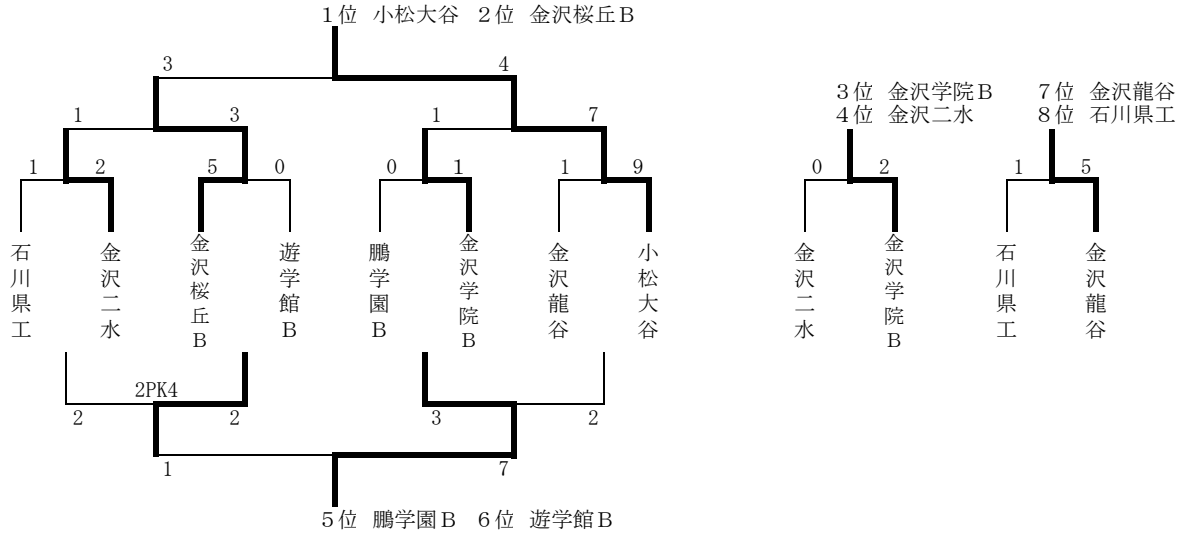 1位 小松大谷 2位 金沢桜丘B
3 4
3位 金沢学院B
4位 金沢二水
7位 金沢龍谷
8位 石川県工
1 3 1 7
1 2 5 0 0 1 1 9 0 2 1 5
石川県工
金沢二水
金沢桜丘B
遊学館B
鵬学園B
金沢学院B
金沢龍谷
小松大谷
金沢二水
金沢学院B
石川県工
金沢龍谷
2PK4
2 2 3 2
1 7
5位 鵬学園B 6位 遊学館B